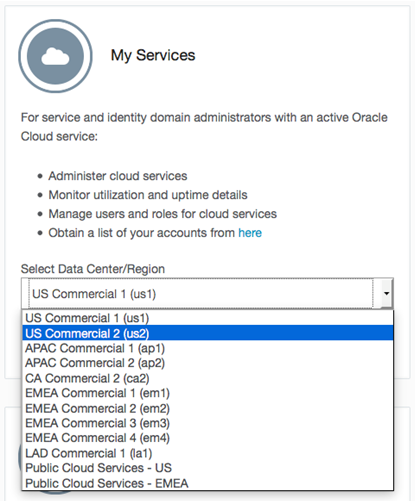 My Services
For service and identity domain administrators with an active Oracle
Cloud service:
• Administer cloud services
• Monitor utilization and uptime details
• Manage users and roles for cloud services
• Obtain a list of your accounts from here
Select Data Center/Region
US Commercial 1 (us1)
US Commercial 1 (us1)
US Commercial 2 (us2)
APAC Commercial 1 (ap1)
APAC Commercial 2 (ap2)
CA Commercial 2 (ca2)
EMEA Commercial 1 (em1)
EMEA Commercial 2 (em2)
EMEA Commercial 3 (em3)
EMEA Commercial 4 (em4)
LAD Commercial 1 (la1)
Public Cloud Services - US
Public Cloud Services - EMEA